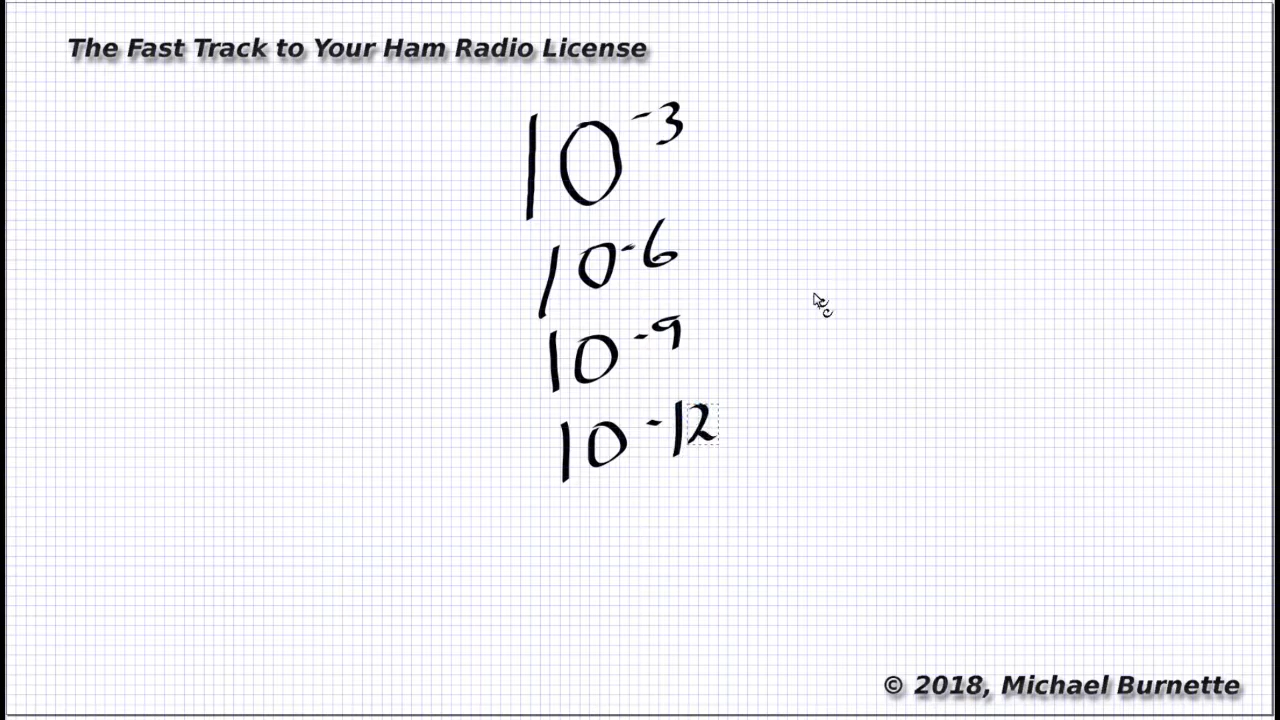 The Fast Track to Your Ham Radio License
10⁻³
10⁻⁶
10⁻⁹
10⁻¹²
© 2018, Michael Burnette